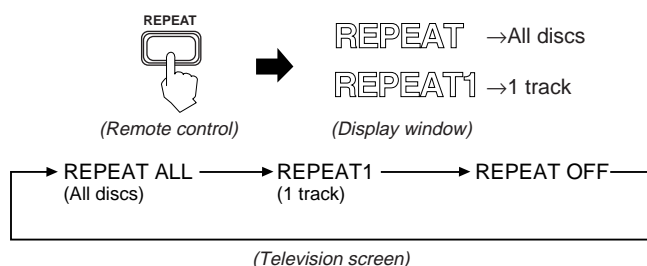 REPEAT
REPEAT →All discs
REPEAT1 →1 track
(Remote control)
(Display window)
REPEAT ALL
REPEAT1
REPEAT OFF
(All discs)
(1 track)
(Television screen)